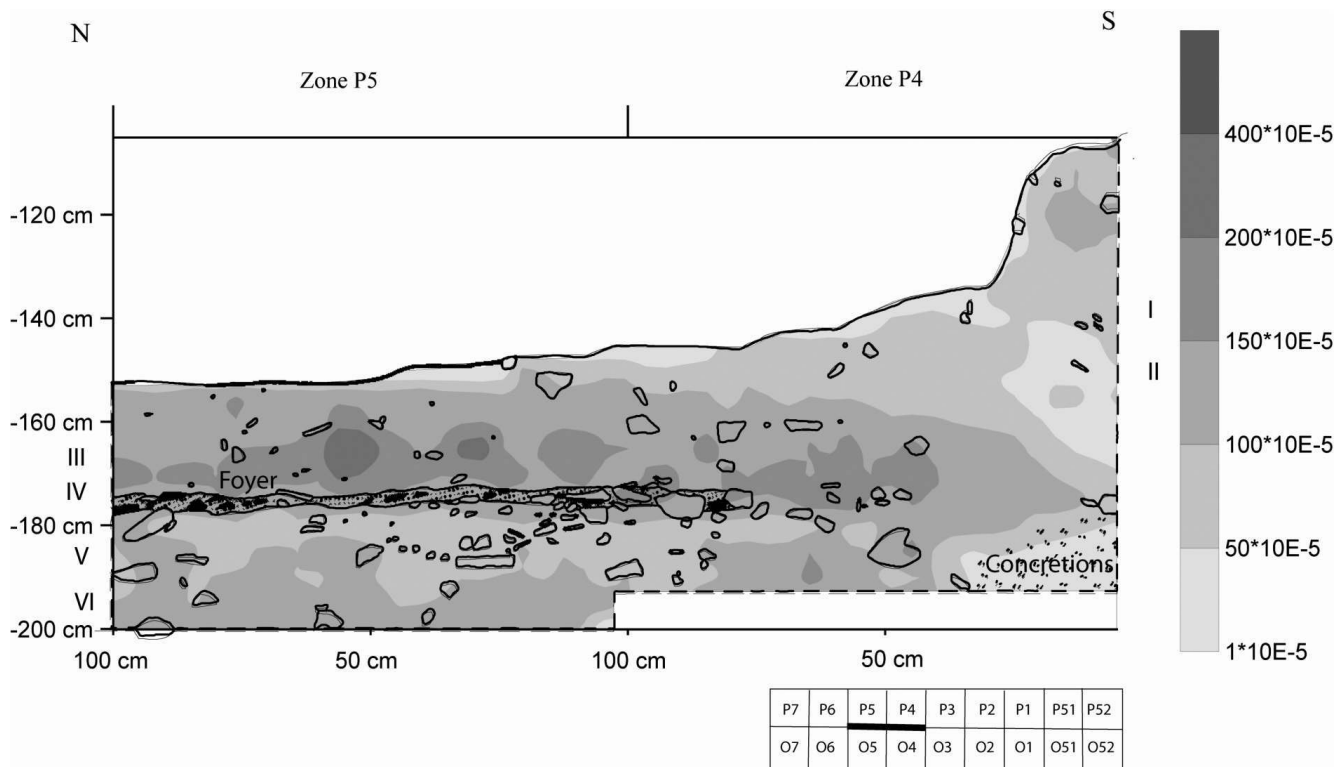 N
S
Zone P5
Zone P4
400*10E-5
-120 cm
200*10E-5
-140 cm
I
150*10E-5
II
-160 cm
III
100*10E-5
Foyer
IV
-180 cm
50*10E-5
V
Concrétions
VI
-200 cm
1*10E-5
100 cm
50 cm
100 cm
50 cm
P7 P6 P5 P4 P3 P2 P1 P51 P52
O7 O6 O5 O4 O3 O2 O1 O51 O52